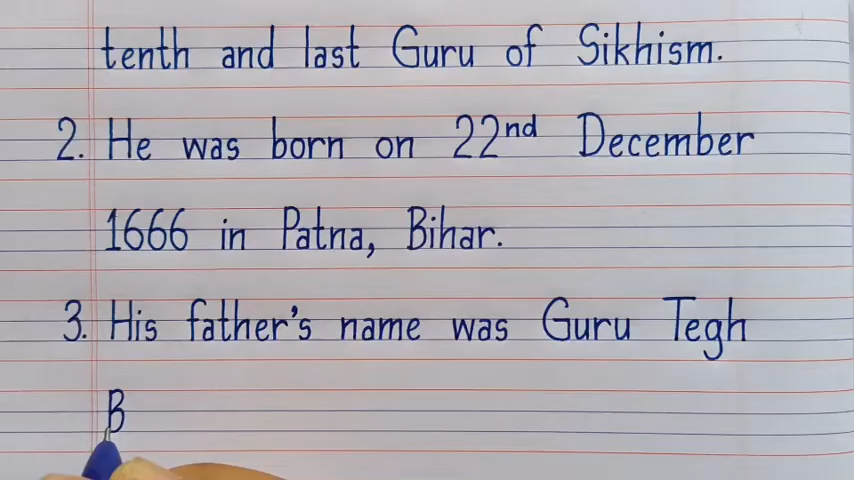 tenth and last Guru of Sikhism.
2. He was born on 22nd December
1666 in Patna, Bihar.
3. His father's name was Guru Tegh
B